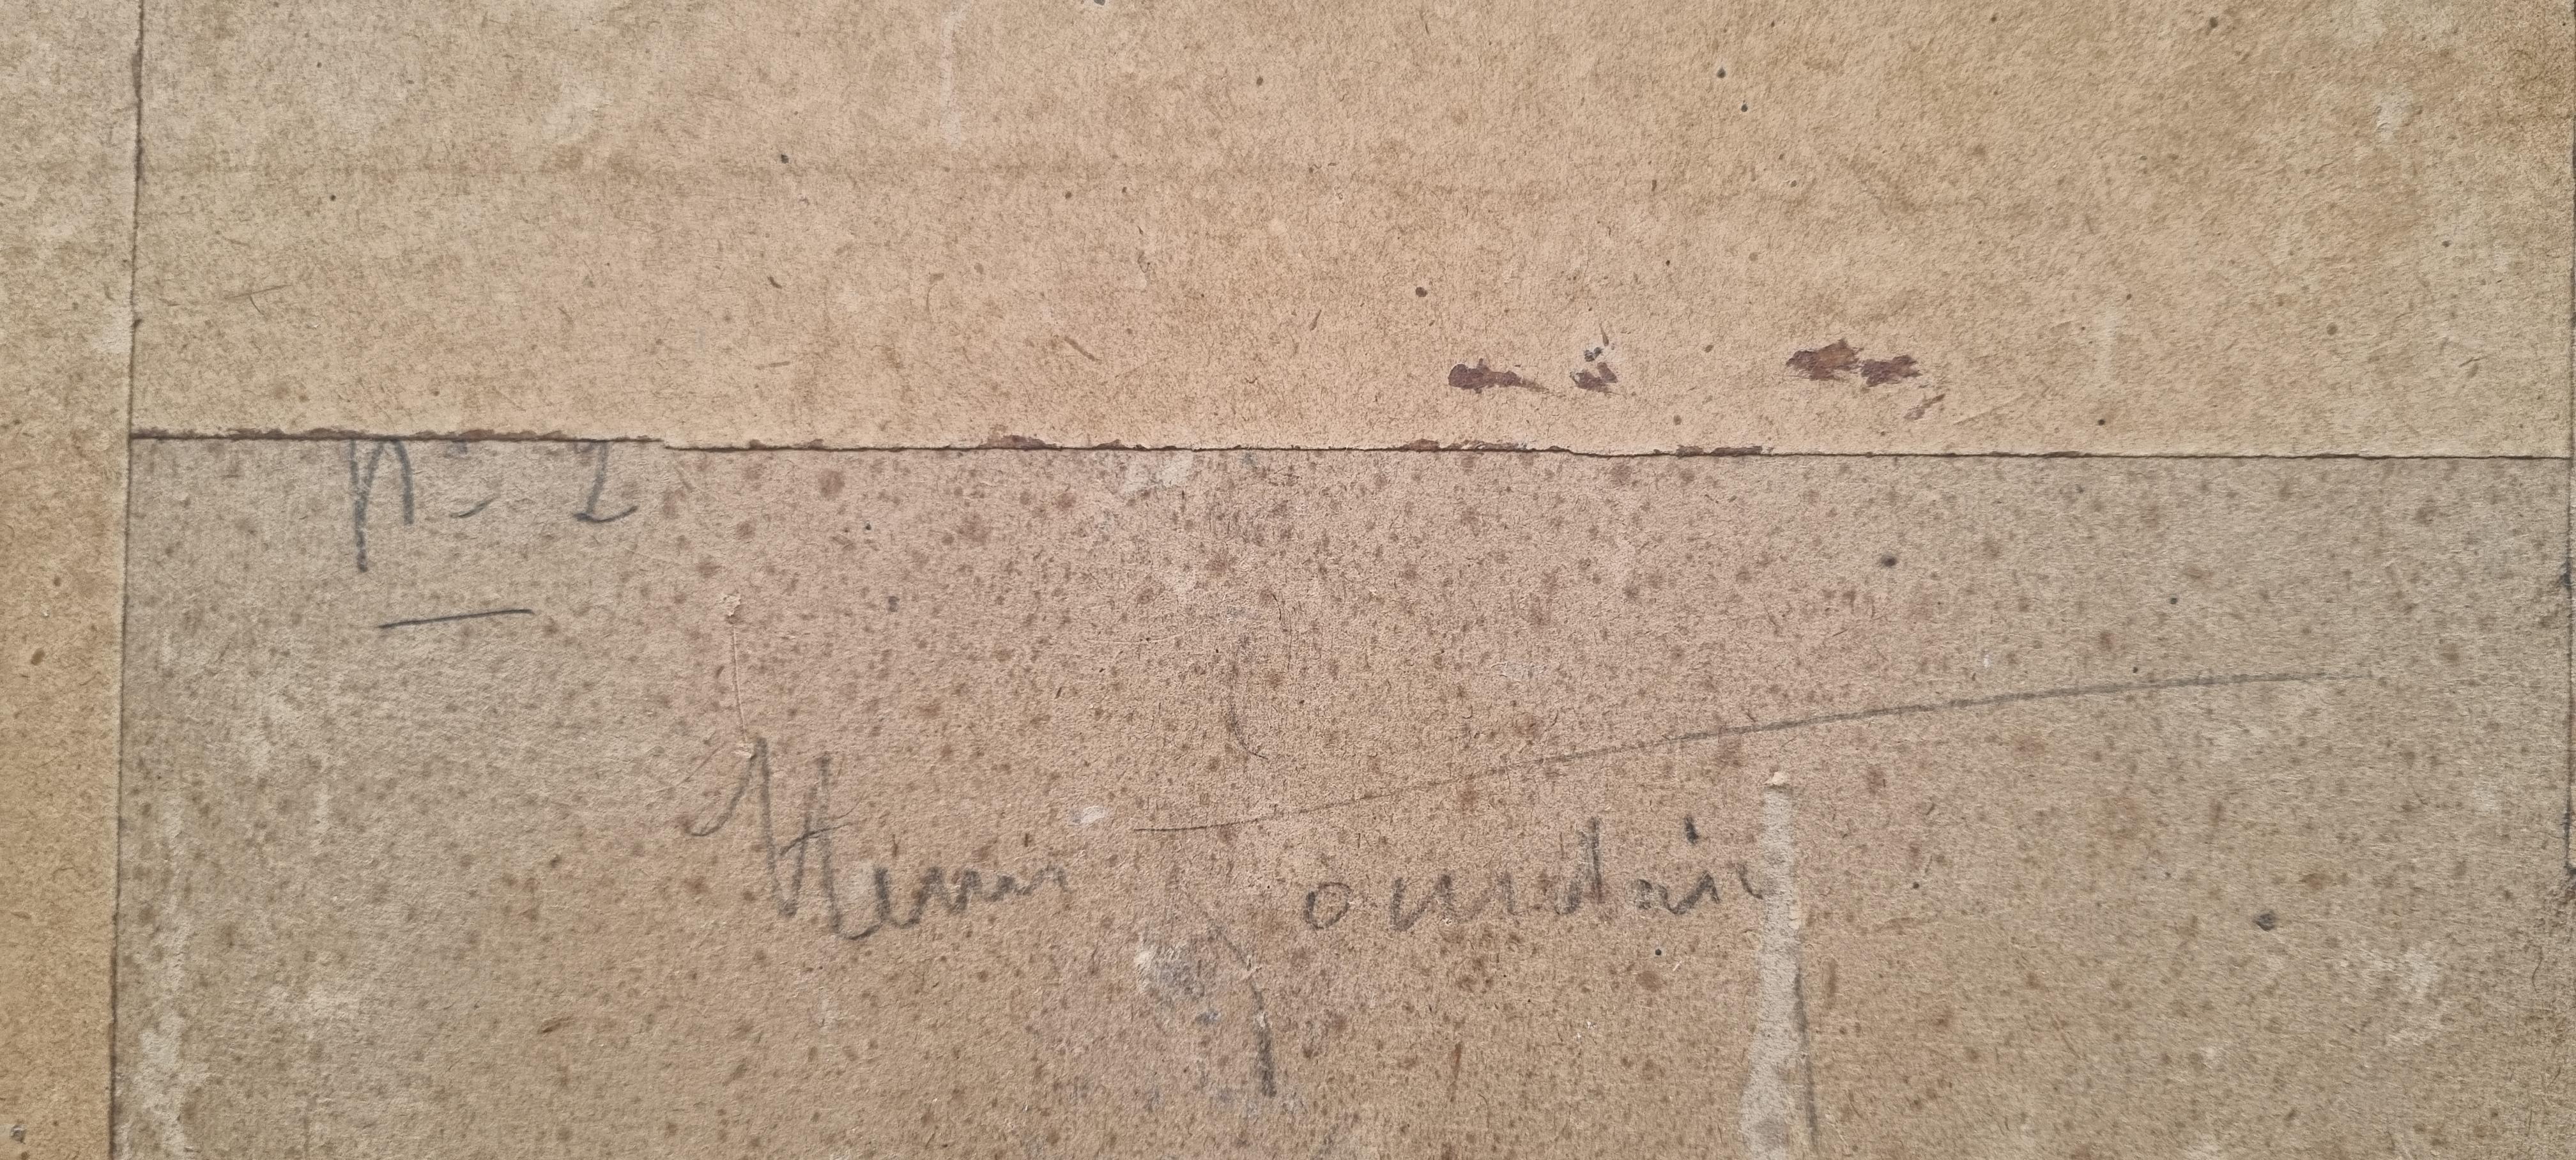 N° 2
Henri Jourdain